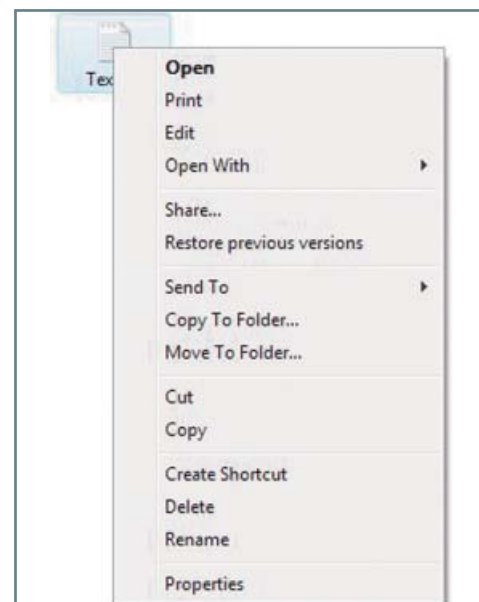 Tex
Open
Print
Edit
Open With
Share...
Restore previous versions
Send To
Copy To Folder...
Move To Folder...
Cut
Copy
Create Shortcut
Delete
Rename
Properties